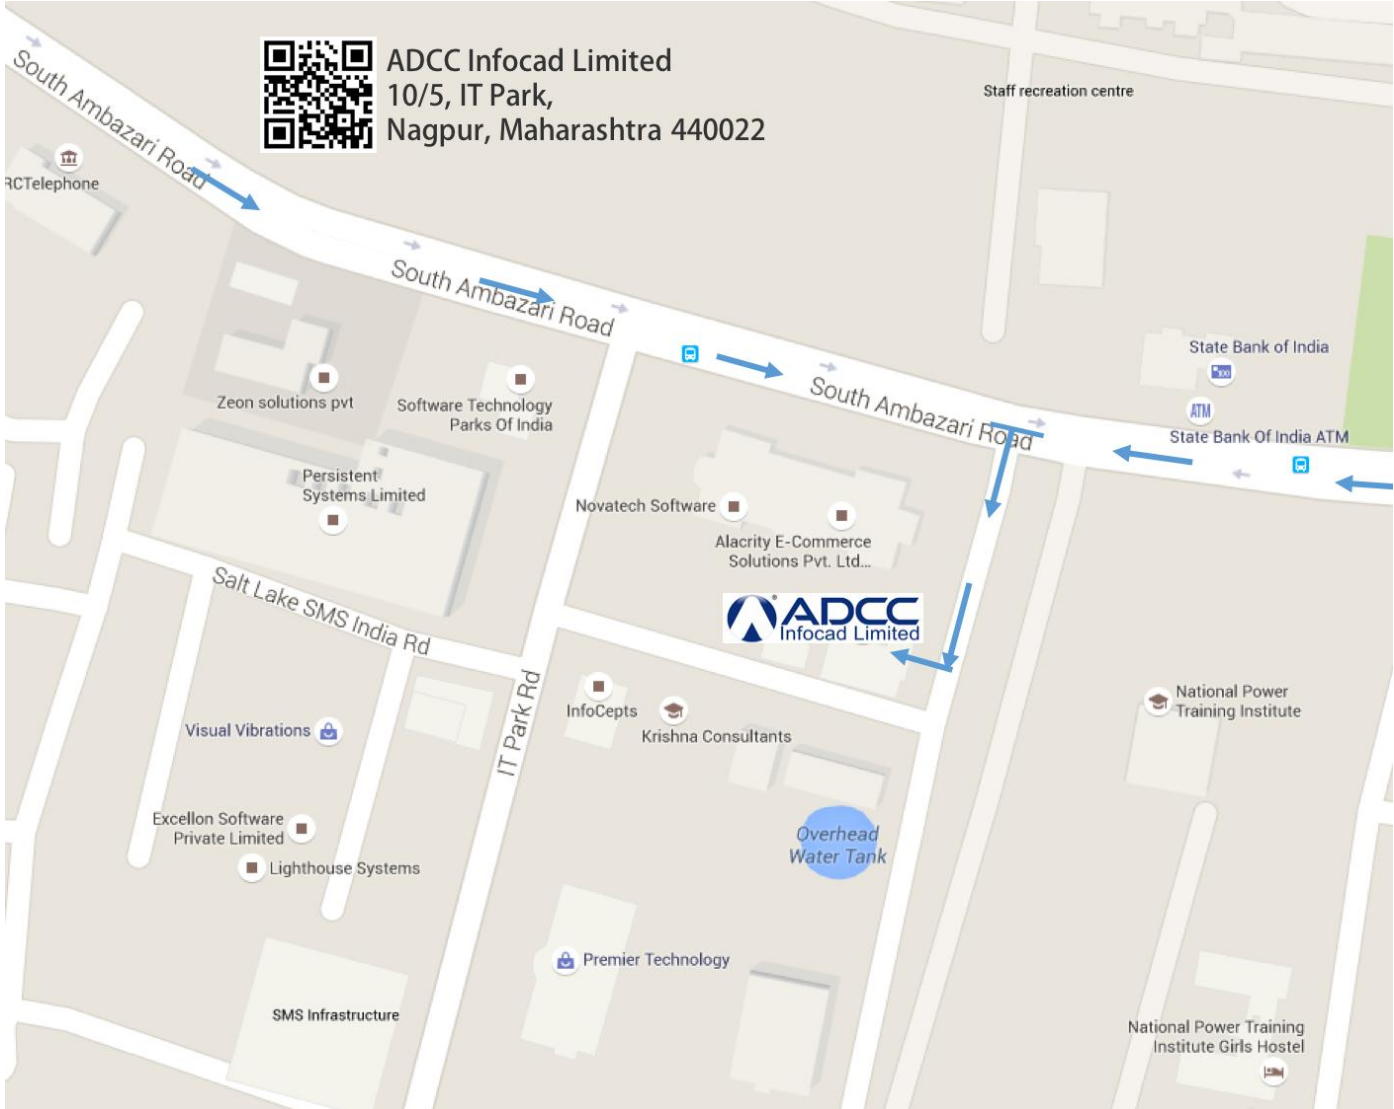 South Ambazari Road
ADCC Infocad Limited
10/5, IT Park,
Nagpur, Maharashtra 440022
Staff recreation centre
RCTelephone
South Ambazari Road
State Bank of India
100
ATM
State Bank Of India ATM
Zeon solutions pvt
Software Technology
Parks Of India
South Ambazari Road
Persistent
Systems Limited
Novatech Software
Alacrity E-Commerce
Solutions Pvt. Ltd...
Salt Lake SMS India Rd
ADCC
Infocad Limited
IT Park Rd
InfoCepts
Krishna Consultants
National Power
Training Institute
Visual Vibrations
Excellon Software
Private Limited
Lighthouse Systems
Overhead
Water Tank
Premier Technology
SMS Infrastructure
National Power Training
Institute Girls Hostel